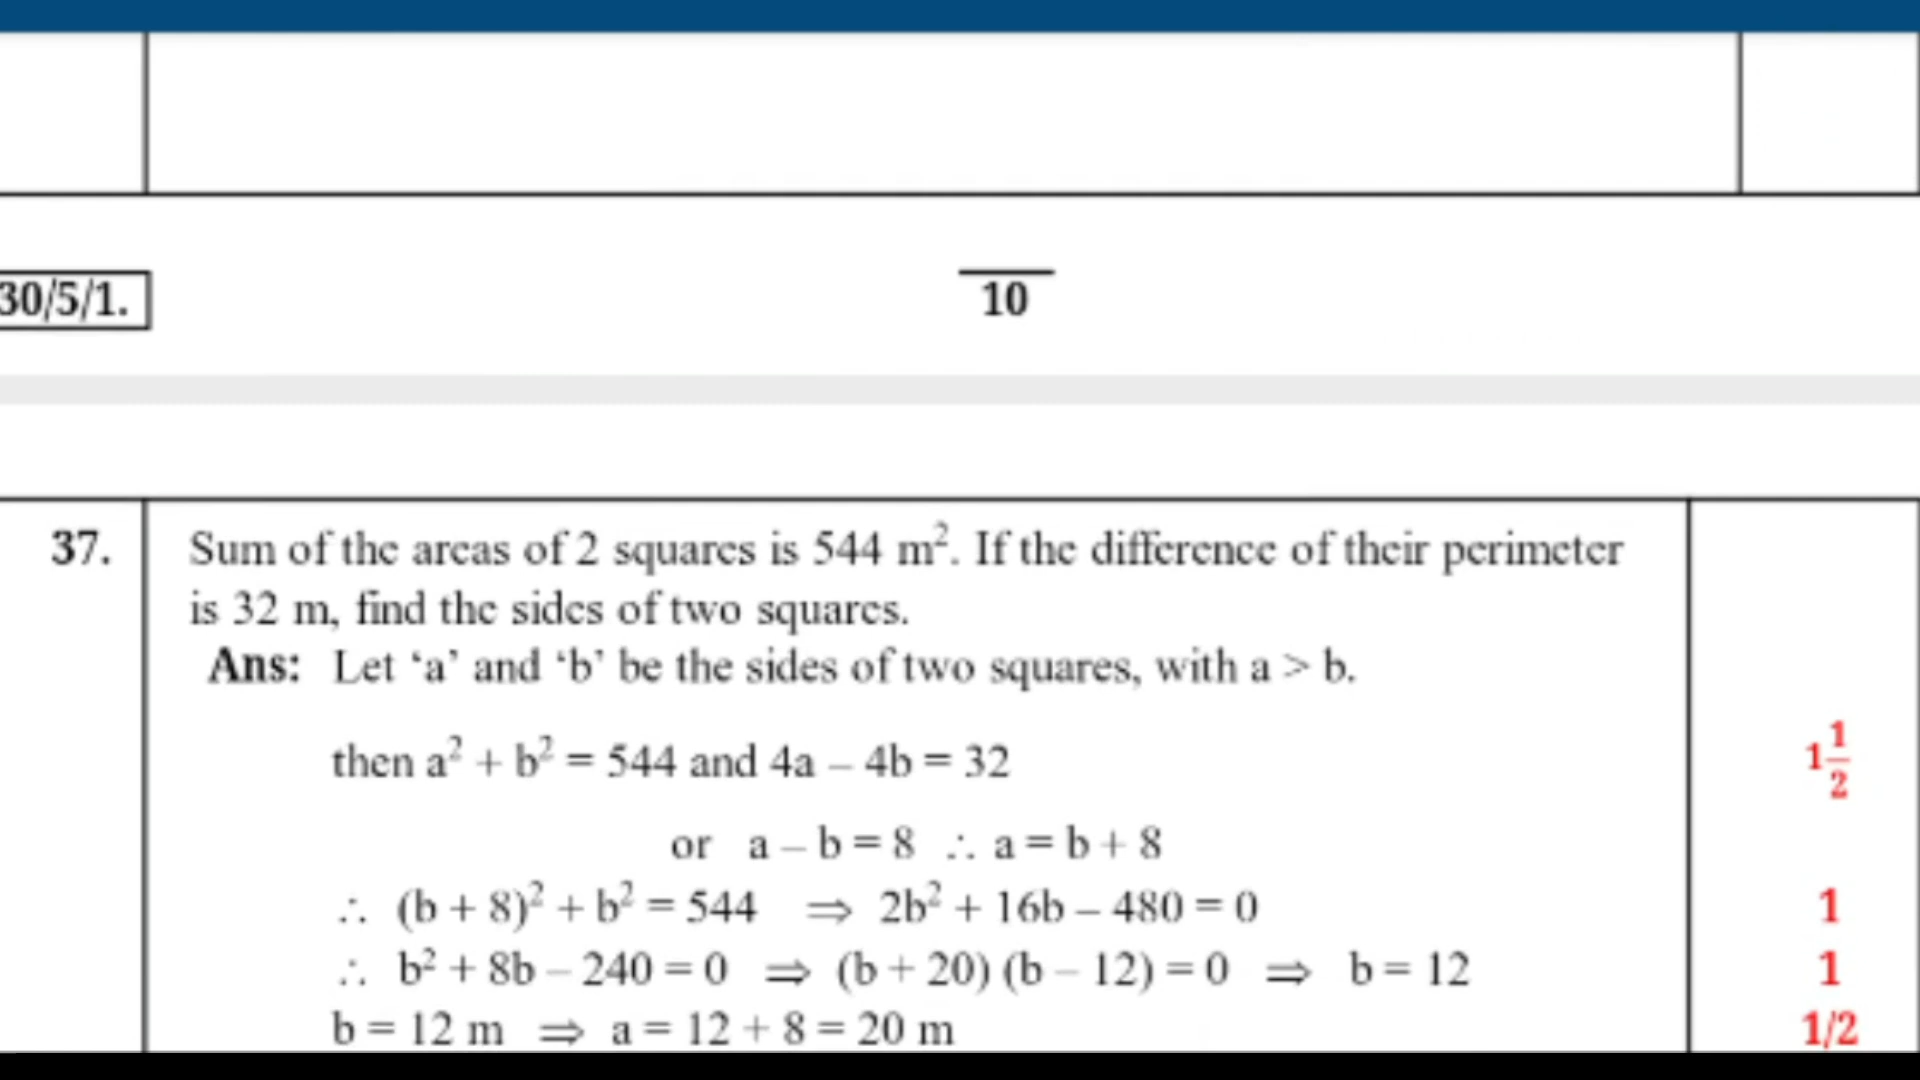 30/5/1.
10
37.
Sum of the areas of 2 squares is 544 m². If the difference of their perimeter
is 32 m, find the sides of two squares.
Ans: Let ‘a’ and ‘b’ be the sides of two squares, with a > b.
then a² + b² = 544 and 4a – 4b = 32
1 1/2
or a – b = 8 ∴ a = b + 8
∴ (b + 8)² + b² = 544 ⇒ 2b² + 16b – 480 = 0
1
∴ b² + 8b – 240 = 0 ⇒ (b + 20) (b – 12) = 0 ⇒ b = 12
1
b = 12 m ⇒ a = 12 + 8 = 20 m
1/2